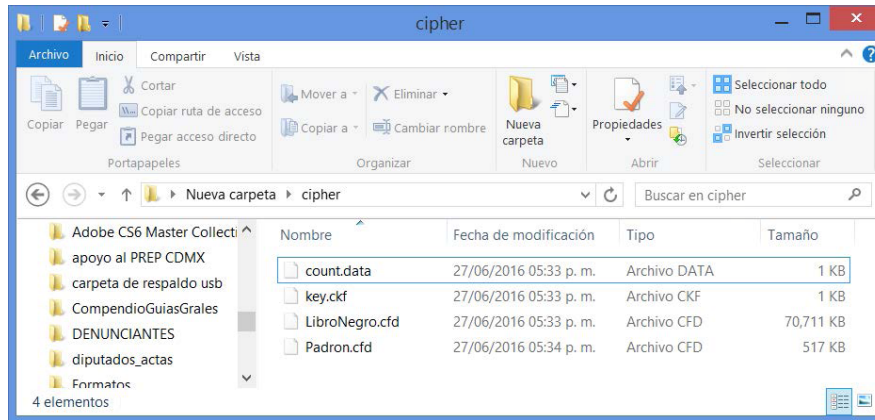 cipher
Archivo Inicio Compartir Vista
Copiar
Pegar
Cortar
Copiar ruta de acceso
Pegar acceso directo
Portapapeles
Mover a
Copiar a
Eliminar
Cambiar nombre
Organizar
Nueva
carpeta
Nuevo
Propiedades
Abrir
Seleccionar todo
No seleccionar ninguno
Invertir selección
Seleccionar
Nueva carpeta cipher
Buscar en cipher
Adobe CS6 Master Collecti
apoyo al PREP CDMX
carpeta de respaldo usb
CompendioGuiasGrales
DENUNCIANTES
diputados_actas
Formatos
Nombre Fecha de modificación Tipo Tamaño
count.data 27/06/2016 05:33 p. m. Archivo DATA 1 KB
key.ckf 27/06/2016 05:33 p. m. Archivo CKF 1 KB
LibroNegro.cfd 27/06/2016 05:33 p. m. Archivo CFD 70,711 KB
Padron.cfd 27/06/2016 05:34 p. m. Archivo CFD 517 KB
4 elementos